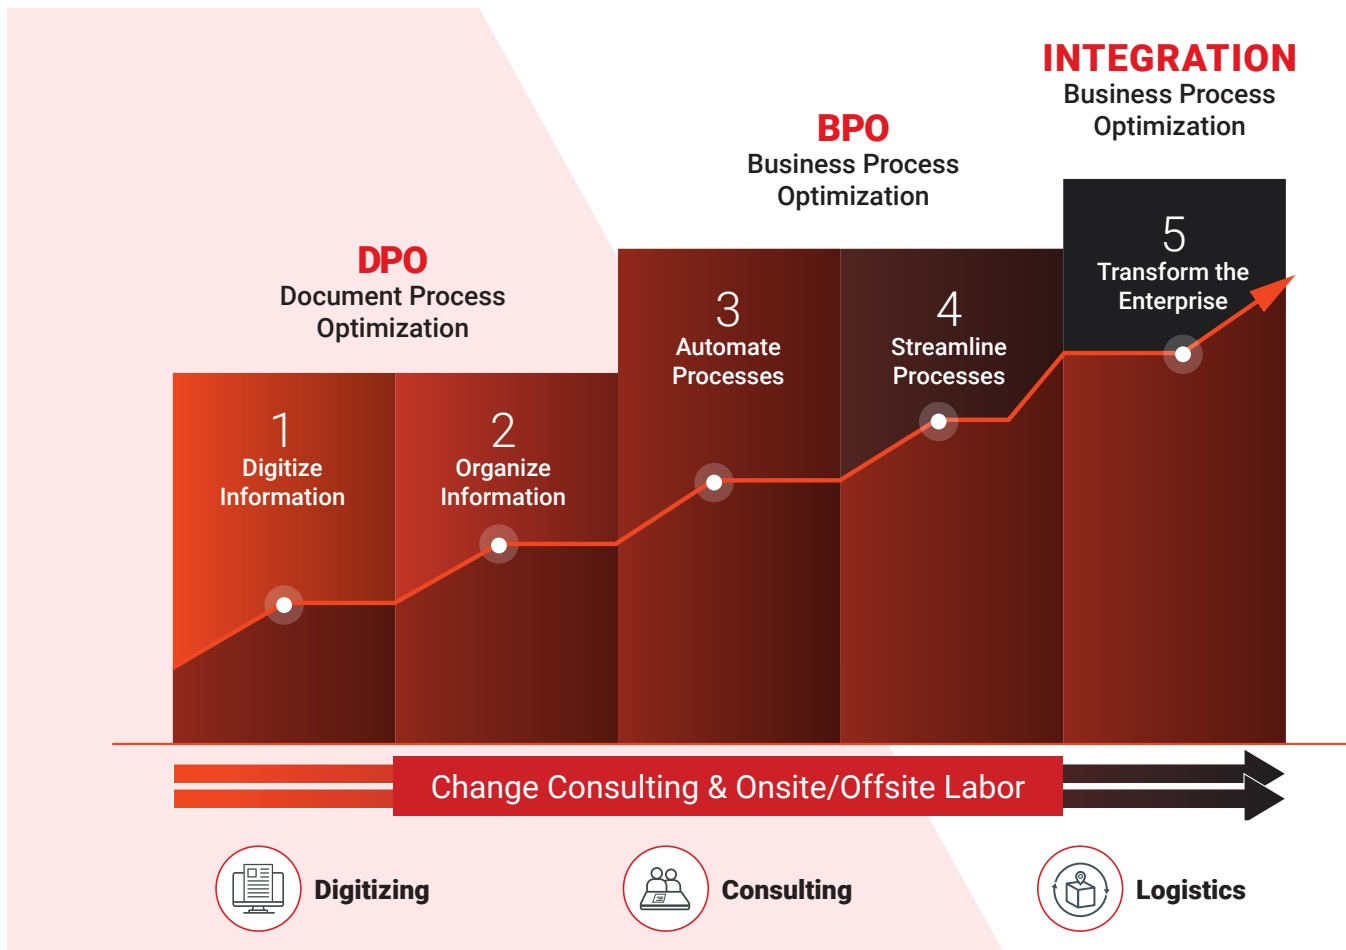 INTEGRATION
Business Process
Optimization
BPO
Business Process
Optimization
DPO
Document Process
Optimization
1
Digitize
Information
2
Organize
Information
3
Automate
Processes
4
Streamline
Processes
5
Transform the
Enterprise
Change Consulting & Onsite/Offsite Labor
Digitizing
Consulting
Logistics